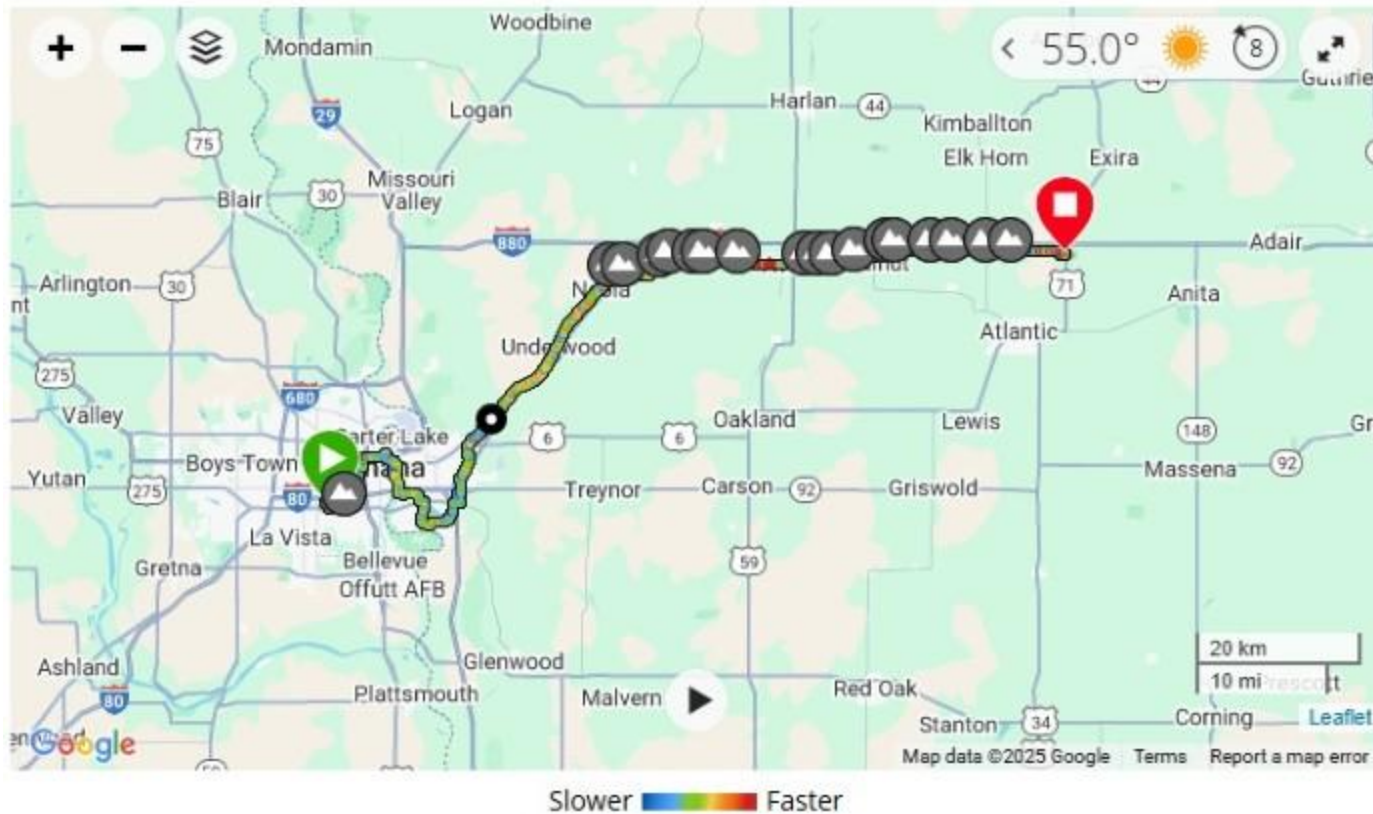 Woodbine
Mondamin
55.0°
8
29
44
Guthrie
Logan
Harlan
44
Kimballton
75
Elk Horn
Exira
Missouri
Valley
Blair
30
880
Adair
Arlington
30
71
Anita
Underwood
Atlantic
275
680
Valley
Carter Lake
Oakland
Lewis
148
6
6
Boys Town
Massena
92
Yutan
275
80
Treynor
Carson
92
Griswold
La Vista
Bellevue
59
Gretna
Offutt AFB
20 km
Ashland
Glenwood
10 mi
80
Plattsmouth
Malvern
Red Oak
Stanton
34
Corning
Leaflet
Google
Map data ©2025 Google
Terms
Report a map error
Slower
Faster